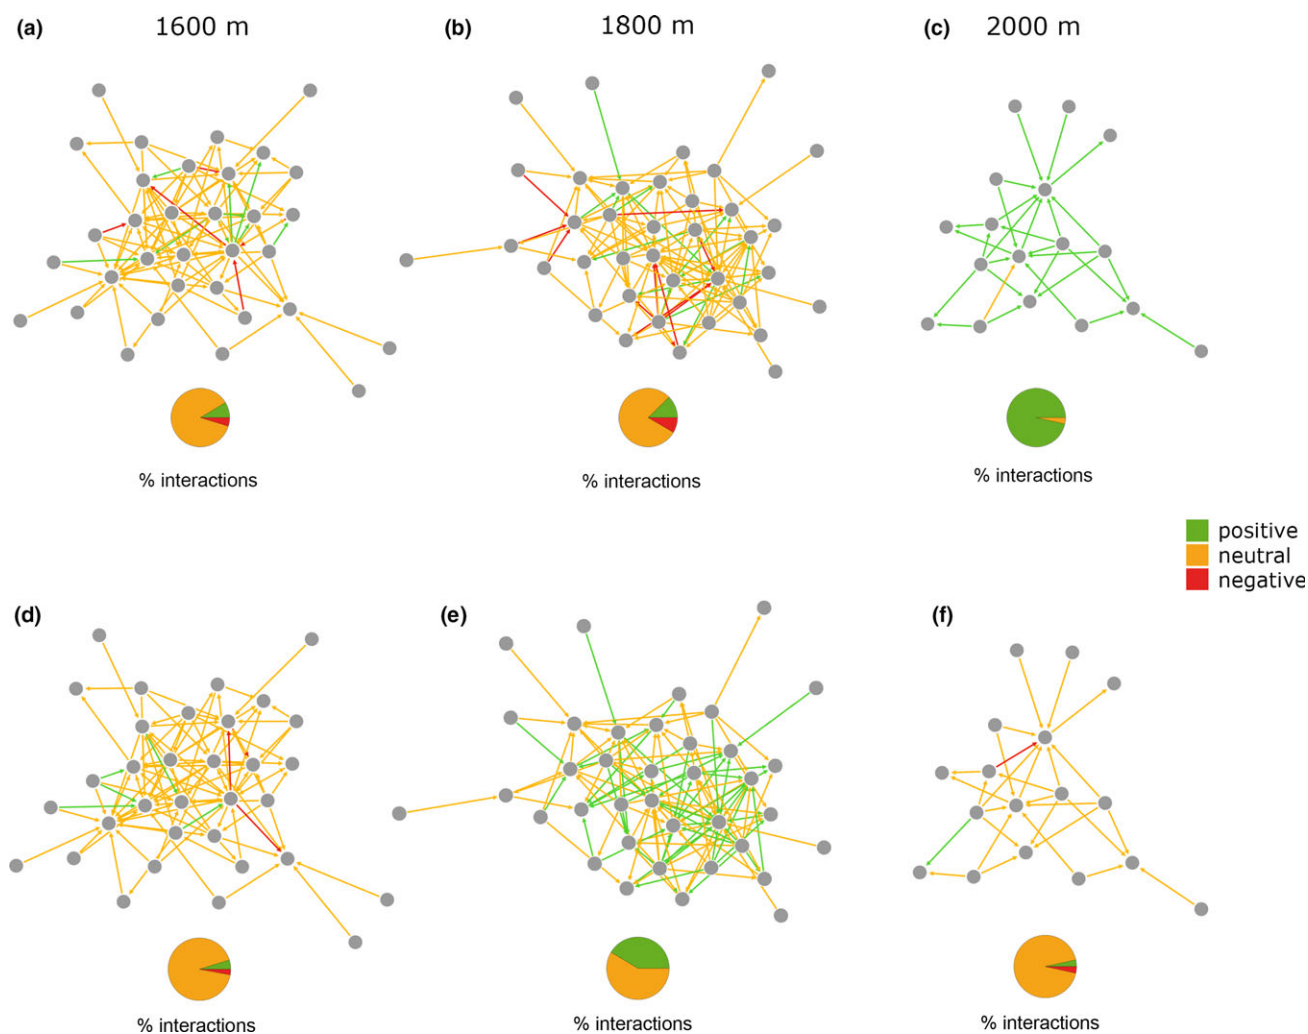 (a) 1600 m (b) 1800 m (c) 2000 m
% interactions % interactions % interactions
positive
neutral
negative
(d) (e) (f)
% interactions % interactions % interactions